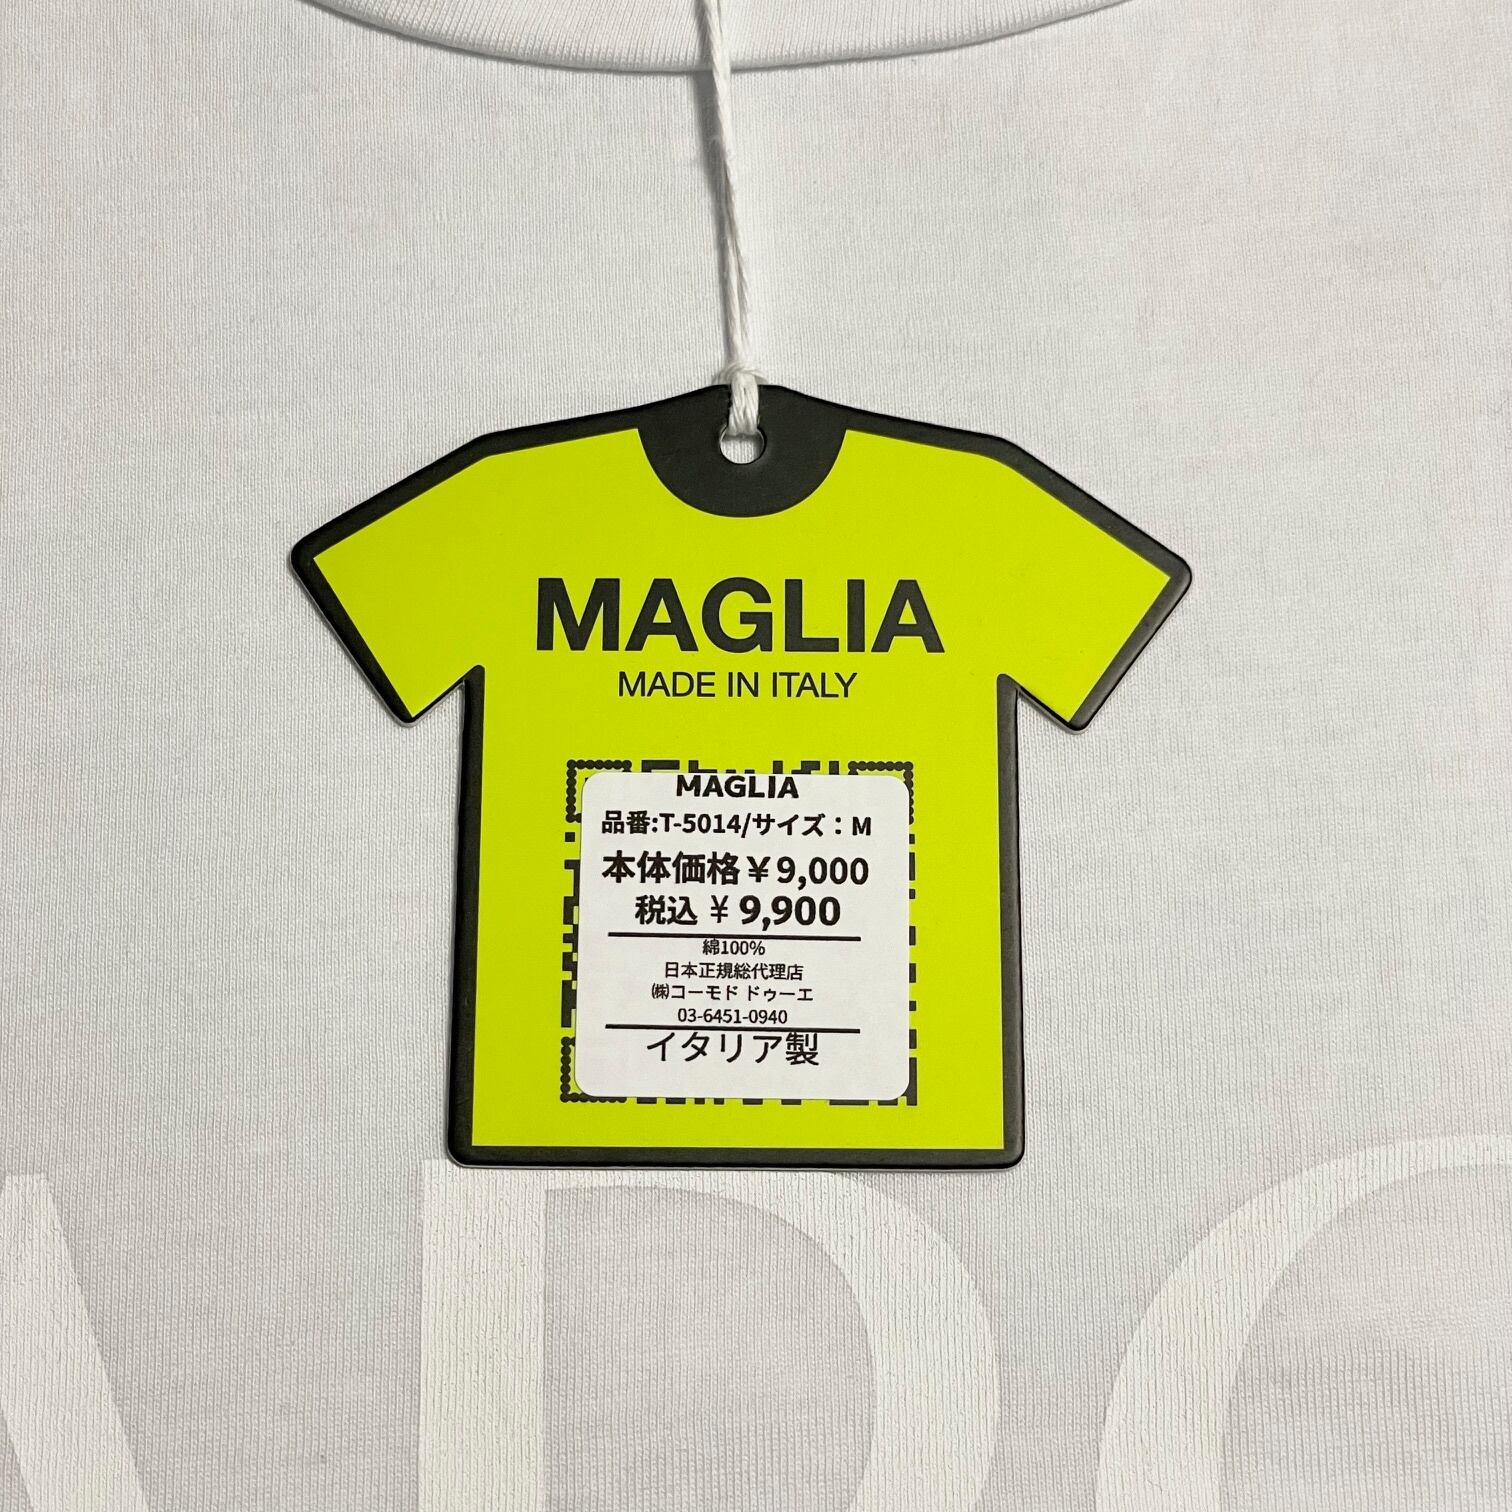 MAGLIA
MADE IN ITALY
MAGLIA
品番:T-5014/サイズ：M
本体価格￥9,000
税込￥9,900
綿100%
日本正規総代理店
㈱コーモド ドゥーエ
03-6451-0940
イタリア製